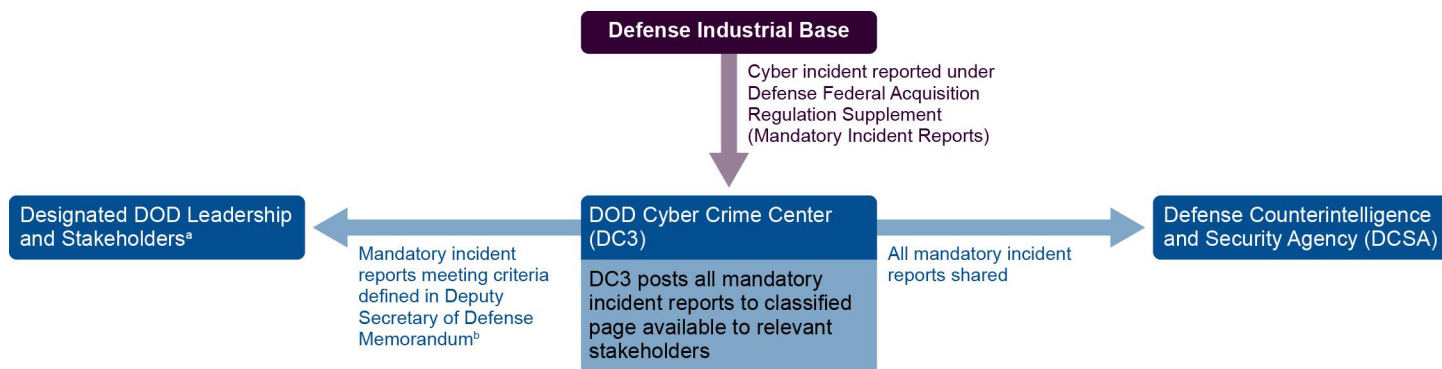 Defense Industrial Base
Cyber incident reported under
Defense Federal Acquisition
Regulation Supplement
(Mandatory Incident Reports)
Designated DOD Leadership
and Stakeholdersᵃ
Mandatory incident
reports meeting criteria
defined in Deputy
Secretary of Defense
Memorandumᵇ
DOD Cyber Crime Center
(DC3)
DC3 posts all mandatory
incident reports to classified
page available to relevant
stakeholders
All mandatory incident
reports shared
Defense Counterintelligence
and Security Agency (DCSA)